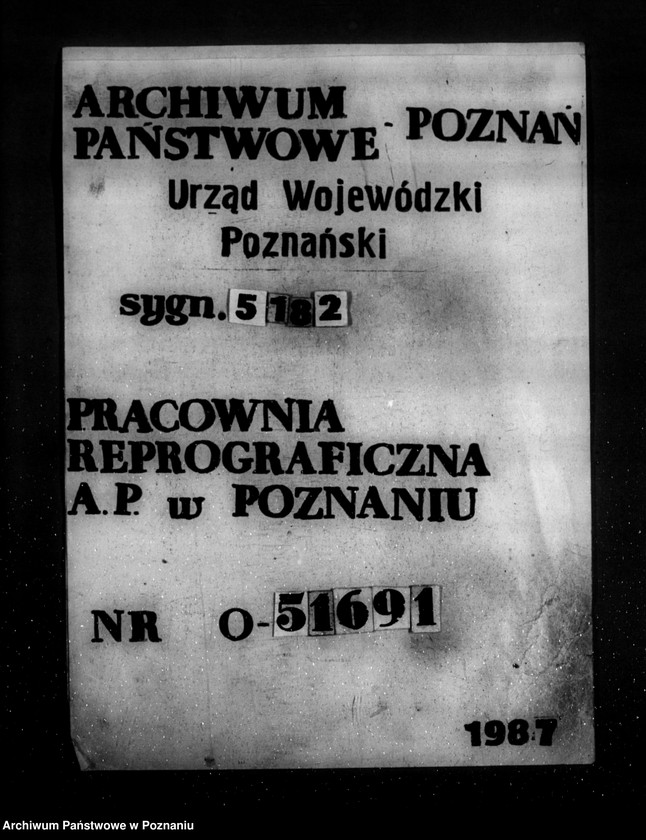 ARCHIWUM
PAŃSTWOWE - POZNAŃ
Urząd Wojewódzki
Poznański
sygn. 5182
PRACOWNIA
REPROGRAFICZNA
A.P. w POZNANIU
NR O-51691
1987
Archiwum Państwowe w Poznaniu